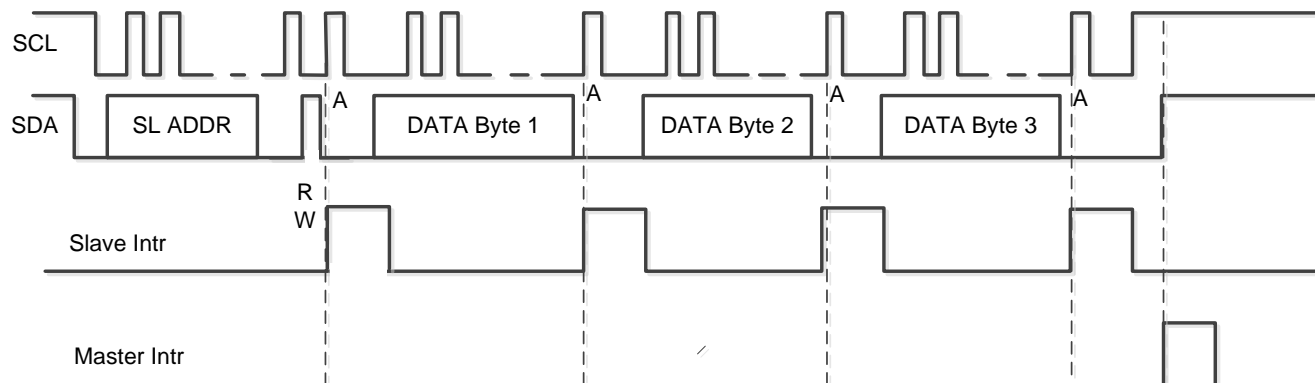 SCL
A
A
A
A
SDA
SL ADDR
DATA Byte 1
DATA Byte 2
DATA Byte 3
R
W
Slave Intr
Master Intr